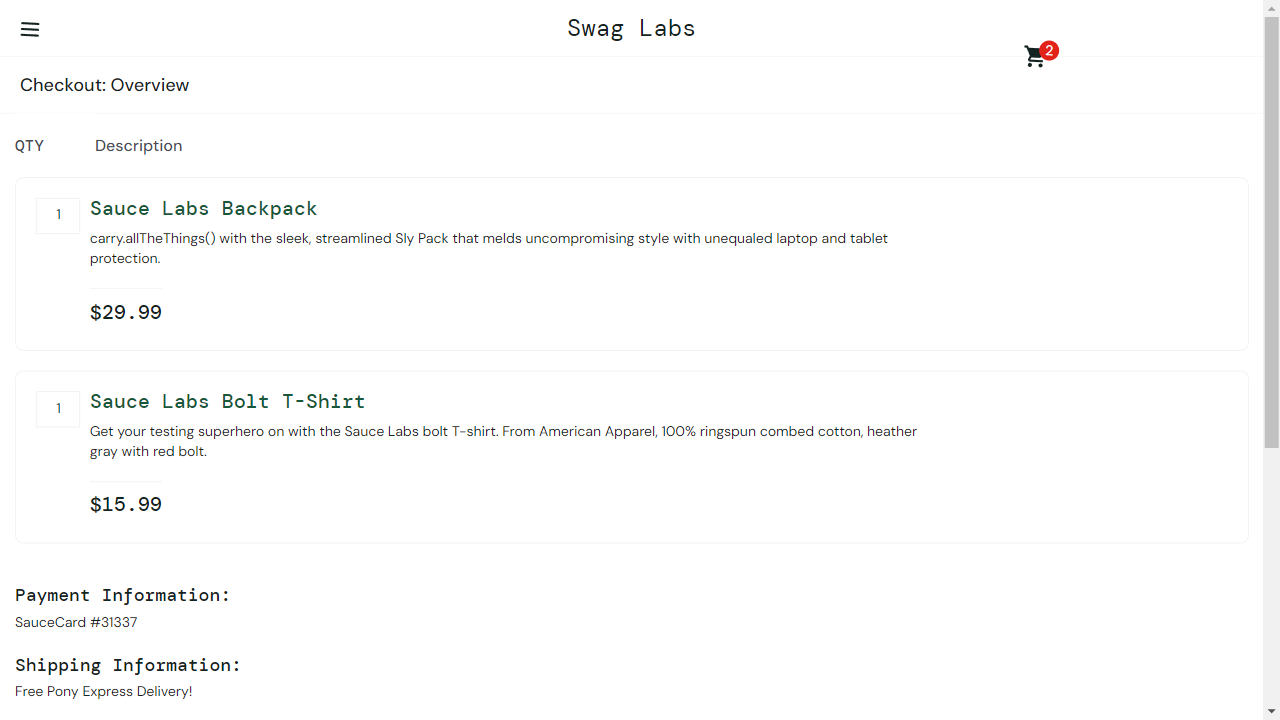 Swag Labs
2
Checkout: Overview
QTY Description
1
Sauce Labs Backpack
carry.allTheThings() with the sleek, streamlined Sly Pack that melds uncompromising style with unequaled laptop and tablet
protection.
$29.99
1
Sauce Labs Bolt T-Shirt
Get your testing superhero on with the Sauce Labs bolt T-shirt. From American Apparel, 100% ringspun combed cotton, heather
gray with red bolt.
$15.99
Payment Information:
SauceCard #31337
Shipping Information:
Free Pony Express Delivery!